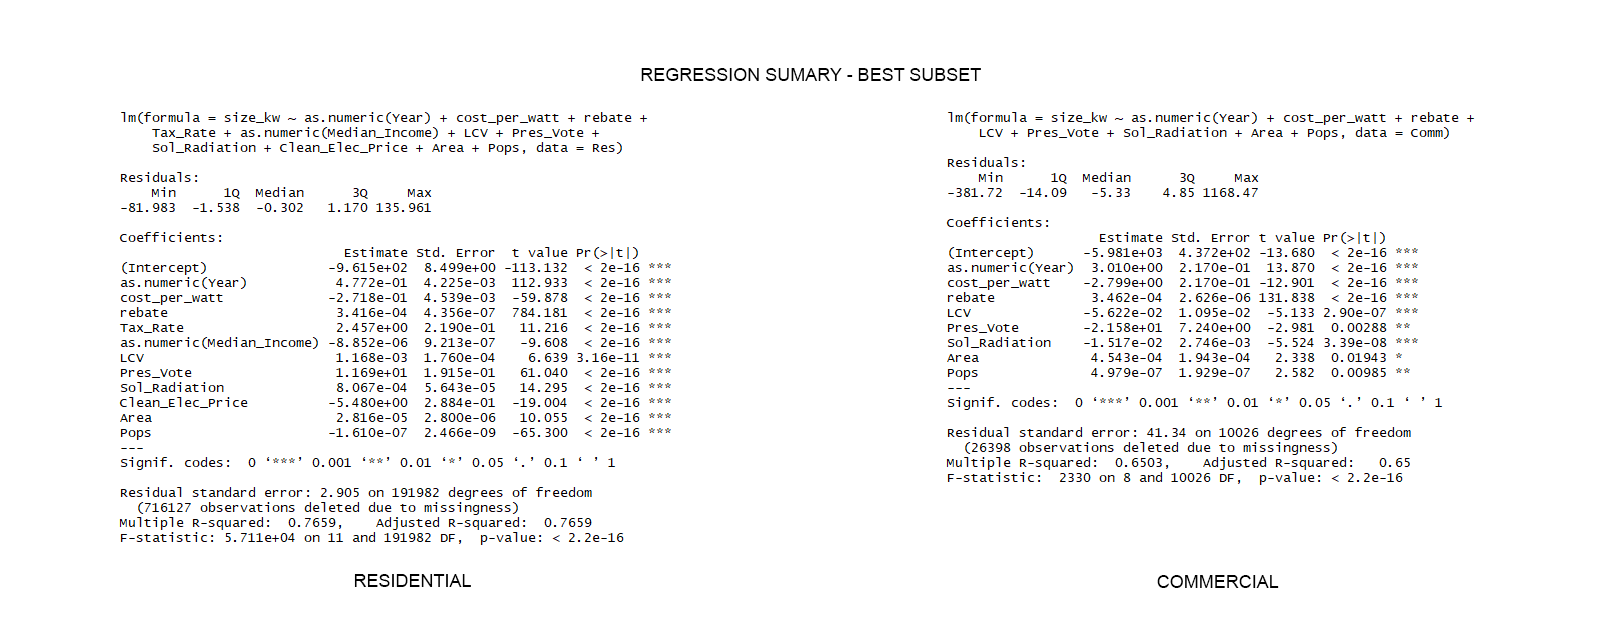 REGRESSION SUMARY - BEST SUBSET
lm(formula = size_kw ~ as.numeric(Year) + cost_per_watt + rebate +
    Tax_Rate + as.numeric(Median_Income) + LCV + Pres_Vote +
    Sol_Radiation + Clean_Elec_Price + Area + Pops, data = Res)
Residuals:
    Min      1Q  Median      3Q     Max
-81.983  -1.538  -0.302   1.170 135.961
Coefficients:
                            Estimate Std. Error  t value Pr(>|t|)
(Intercept)               -9.615e+02  8.499e+00 -113.132  < 2e-16 ***
as.numeric(Year)           4.772e-01  4.225e-03  112.933  < 2e-16 ***
cost_per_watt             -2.718e-01  4.539e-03  -59.878  < 2e-16 ***
rebate                     3.416e-04  4.356e-07  784.181  < 2e-16 ***
Tax_Rate                   2.457e+00  2.190e-01   11.216  < 2e-16 ***
as.numeric(Median_Income) -8.852e-06  9.213e-07   -9.608  < 2e-16 ***
LCV                        1.168e-03  1.760e-04    6.639 3.16e-11 ***
Pres_Vote                  1.169e+01  1.915e-01   61.040  < 2e-16 ***
Sol_Radiation              8.067e-04  5.643e-05   14.295  < 2e-16 ***
Clean_Elec_Price          -5.480e+00  2.884e-01  -19.004  < 2e-16 ***
Area                       2.816e-05  2.800e-06   10.055  < 2e-16 ***
Pops                      -1.610e-07  2.466e-09  -65.300  < 2e-16 ***
---
Signif. codes:  0 ‘***’ 0.001 ‘**’ 0.01 ‘*’ 0.05 ‘.’ 0.1 ‘ ’ 1
Residual standard error: 2.905 on 191982 degrees of freedom
  (716127 observations deleted due to missingness)
Multiple R-squared:  0.7659,    Adjusted R-squared:  0.7659
F-statistic: 5.711e+04 on 11 and 191982 DF,  p-value: < 2.2e-16
RESIDENTIAL
lm(formula = size_kw ~ as.numeric(Year) + cost_per_watt + rebate +
    LCV + Pres_Vote + Sol_Radiation + Area + Pops, data = Comm)
Residuals:
    Min      1Q  Median      3Q     Max
-381.72  -14.09   -5.33    4.85 1168.47
Coefficients:
                   Estimate Std. Error t value Pr(>|t|)
(Intercept)      -5.981e+03  4.372e+02 -13.680  < 2e-16 ***
as.numeric(Year)  3.010e+00  2.170e-01  13.870  < 2e-16 ***
cost_per_watt    -2.799e+00  2.170e-01 -12.901  < 2e-16 ***
rebate            3.462e-04  2.626e-06 131.838  < 2e-16 ***
LCV              -5.622e-02  1.095e-02  -5.133 2.90e-07 ***
Pres_Vote        -2.158e+01  7.240e+00  -2.981  0.00288 **
Sol_Radiation    -1.517e-02  2.746e-03  -5.524 3.39e-08 ***
Area              4.543e-04  1.943e-04   2.338  0.01943 *
Pops              4.979e-07  1.929e-07   2.582  0.00985 **
---
Signif. codes:  0 ‘***’ 0.001 ‘**’ 0.01 ‘*’ 0.05 ‘.’ 0.1 ‘ ’ 1
Residual standard error: 41.34 on 10026 degrees of freedom
  (26398 observations deleted due to missingness)
Multiple R-squared:  0.6503,    Adjusted R-squared:   0.65
F-statistic:  2330 on 8 and 10026 DF,  p-value: < 2.2e-16
COMMERCIAL